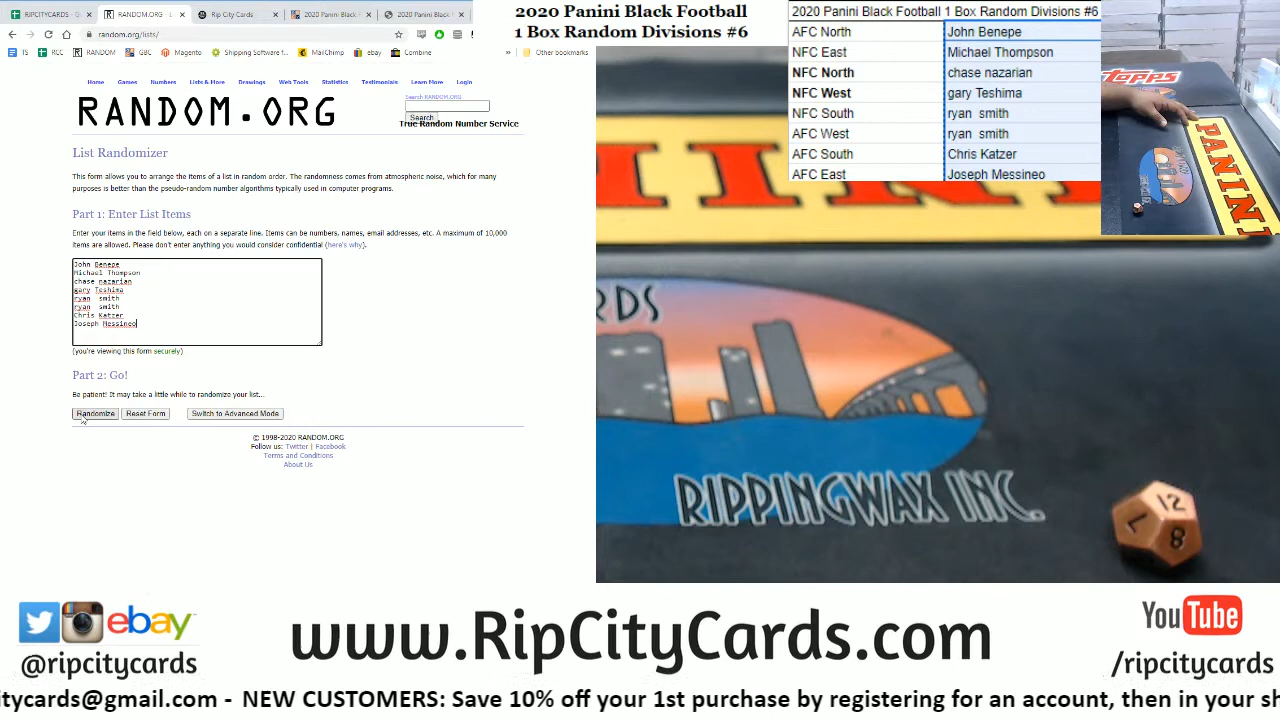 RIPCITYCARDS
RANDOM.ORG - L
Rip City Cards
2020 Panini Black F
2020 Panini Black Footbal
random.org/lists/
TS
RCC
RANDOM
GBC
Magento
Shipping Software f
MailChimp
ebay
Combine
»
Other bookmarks
Home Games Numbers Lists & More Drawings Web Tools Statistics Testimonials Learn More Login
RANDOM.ORG
Search RANDOM.ORG
Search
True Random Number Service
List Randomizer
This form allows you to arrange the items of a list in random order. The randomness comes from atmospheric noise, which for many
purposes is better than the pseudo-random number algorithms typically used in computer programs.
Part 1: Enter List Items
Enter your items in the field below, each on a separate line. Items can be numbers, names, email addresses, etc. A maximum of 10,000
items are allowed. Please don't enter anything you would consider confidential (here's why).
John Benepe
Michael Thompson
chase nazarian
gary Teshima
ryan  smith
ryan  smith
Chris Katzer
Joseph Messineo
(you're viewing this form securely)
Part 2: Go!
Be patient! It may take a little while to randomize your list...
Randomize
Reset Form
Switch to Advanced Mode
© 1998-2020 RANDOM.ORG
Follow us: Twitter | Facebook
Terms and Conditions
About Us
2020 Panini Black Football
1 Box Random Divisions #6
2020 Panini Black Football 1 Box Random Divisions #6
AFC North John Benepe
NFC East Michael Thompson
NFC North chase nazarian
NFC West gary Teshima
NFC South ryan  smith
AFC West ryan  smith
AFC South Chris Katzer
AFC East Joseph Messineo
TOPPS
PANINI
ARDS
RIPPINGWAX INC.
12
7
8
ebay
@ripcitycards
www.RipCityCards.com
YouTube
/ripcitycards
citycards@gmail.com - NEW CUSTOMERS: Save 10% off your 1st purchase by registering for an account, then in your sh